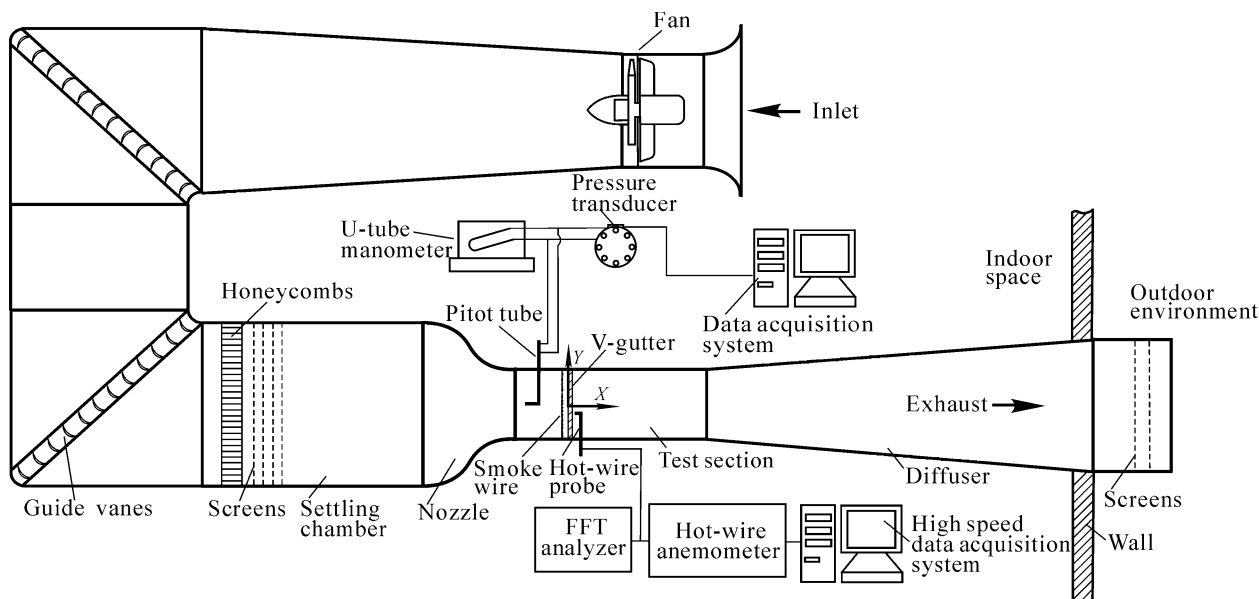 Fan
Inlet
Pressure
transducer
U-tube
manometer
Indoor
space
Outdoor
environment
Honeycombs
Pitot tube
Data acquisition
system
V-gutter
Y
X
Exhaust
Smoke
wire
Hot-wire
probe
Test section
Diffuser
Guide vanes
Screens
Settling
chamber
Nozzle
Screens
FFT
analyzer
Hot-wire
anemometer
High speed
data acquisition
system
Wall